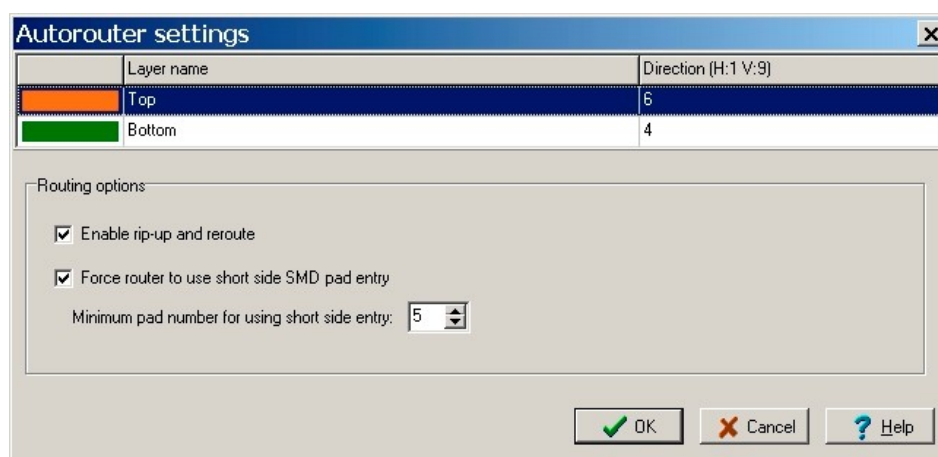 Autorouter settings
Layer name Direction (H:1 V:9)
Top 6
Bottom 4
Routing options
Enable rip-up and reroute
Force router to use short side SMD pad entry
Minimum pad number for using short side entry: 5
OK Cancel Help